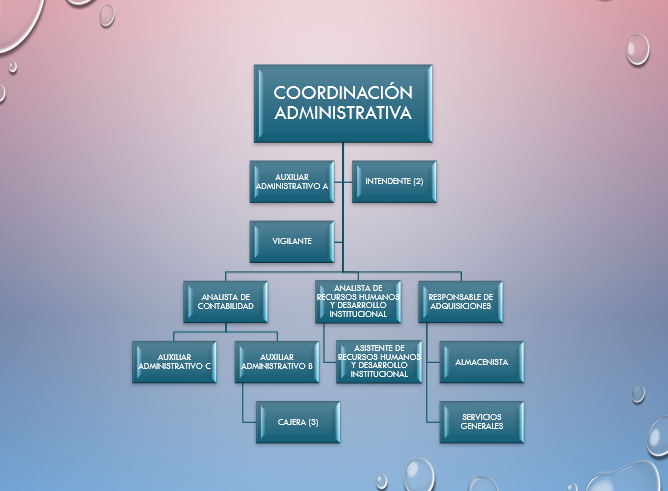 COORDINACIÓN
ADMINISTRATIVA
AUXILIAR
ADMINISTRATIVO A
INTENDENTE (2)
VIGILANTE
ANALISTA DE
CONTABILIDAD
ANALISTA DE
RECURSOS HUMANOS
Y DESARROLLO
INSTITUCIONAL
RESPONSABLE DE
ADQUISICIONES
AUXILIAR
ADMINISTRATIVO C
AUXILIAR
ADMINISTRATIVO B
ASISTENTE DE
RECURSOS HUMANOS
Y DESARROLLO
INSTITUCIONAL
ALMACENISTA
CAJERA (3)
SERVICIOS
GENERALES